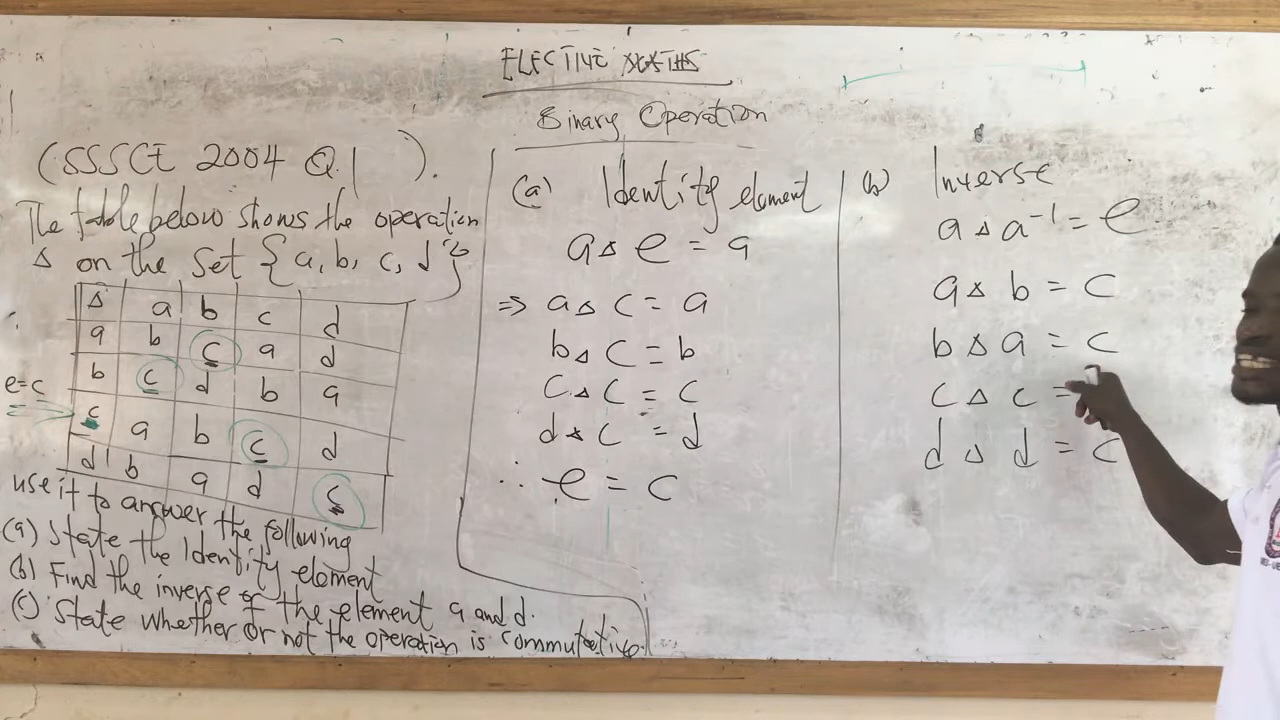 ELECTIVE MATHS
Binary Operation
(SSSCE 2004 Q1).
The table below shows the operation
Δ on the set {a, b, c, d}
Δ a b c d
a b c a d
b c d b a
c a b c d
d b a d c
e=c
use it to answer the following
(a) State the Identity element
(b) Find the inverse of the element a and d.
(c) State whether or not the operation is commutative.
(a) Identity element
a Δ e = a
⇒ a Δ c = a
b Δ c = b
c Δ c = c
d Δ c = d
∴ e = c
(b) Inverse
a Δ a⁻¹ = e
a Δ b = c
b Δ a = c
c Δ c =
d Δ d = c